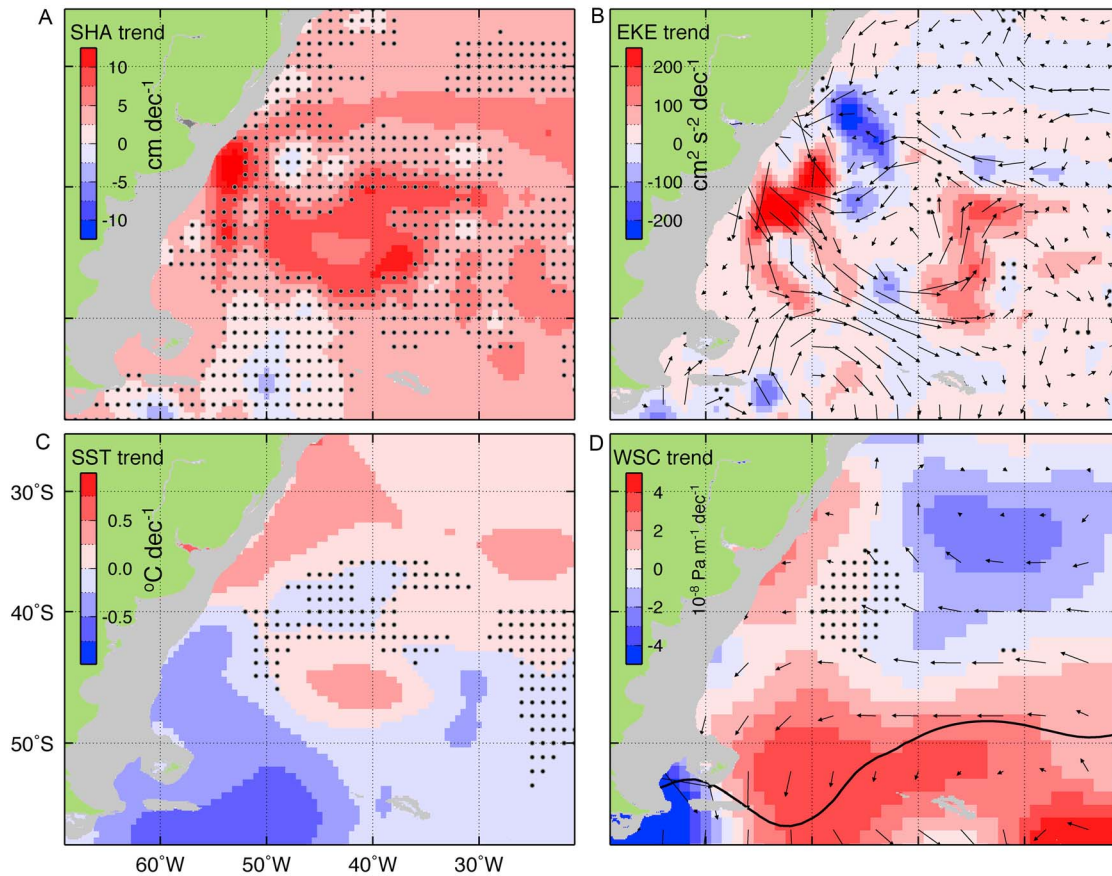 A
SHA trend
10
5
0
-5
-10
cm dec⁻¹
B
EKE trend
200
100
0
-100
-200
cm² s⁻² dec⁻¹
C
SST trend
0.5
0.0
-0.5
ºC dec⁻¹
30°S
40°S
50°S
60°W
50°W
40°W
30°W
D
WSC trend
4
2
0
-2
-4
10⁻⁸ Pa m⁻¹ dec⁻¹